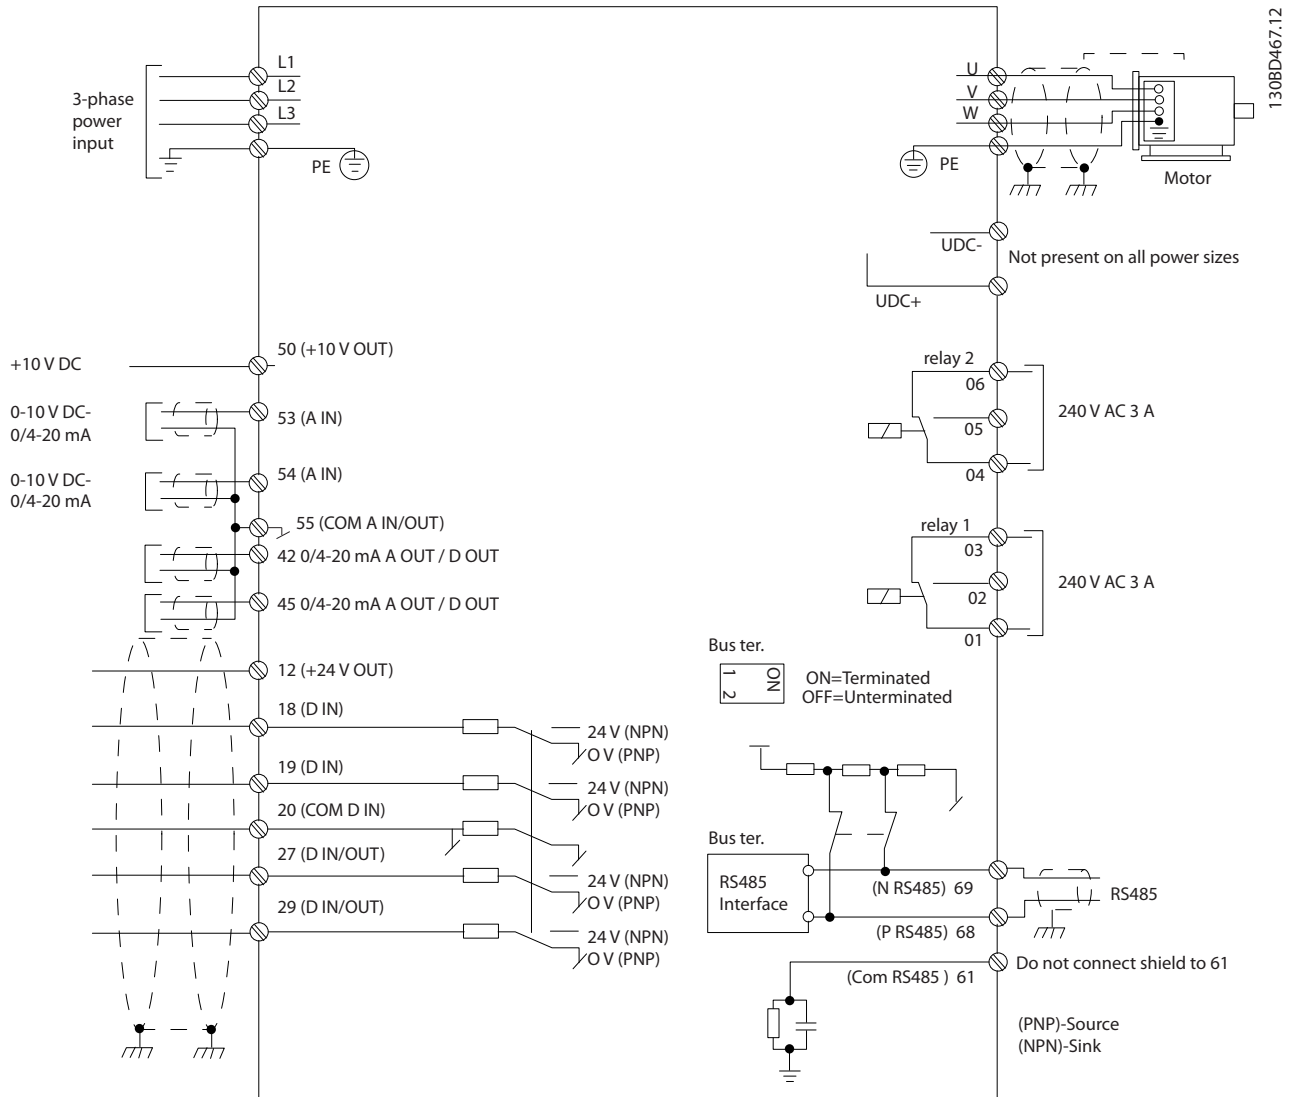 130BD467.12
L1
L2
L3
3-phase
power
input
PE
U
V
W
PE
Motor
UDC-
Not present on all power sizes
UDC+
+10 V DC
50 (+10 V OUT)
0-10 V DC-
0/4-20 mA
53 (A IN)
0-10 V DC-
0/4-20 mA
54 (A IN)
55 (COM A IN/OUT)
42 0/4-20 mA A OUT / D OUT
45 0/4-20 mA A OUT / D OUT
12 (+24 V OUT)
18 (D IN)
24 V (NPN)
O V (PNP)
19 (D IN)
24 V (NPN)
O V (PNP)
20 (COM D IN)
27 (D IN/OUT)
24 V (NPN)
O V (PNP)
29 (D IN/OUT)
24 V (NPN)
O V (PNP)
relay 2
06
05
04
240 V AC 3 A
relay 1
03
02
01
240 V AC 3 A
Bus ter.
1
2
ON
ON=Terminated
OFF=Unterminated
Bus ter.
RS485
Interface
(N RS485) 69
RS485
(P RS485) 68
(Com RS485 ) 61
Do not connect shield to 61
(PNP)-Source
(NPN)-Sink